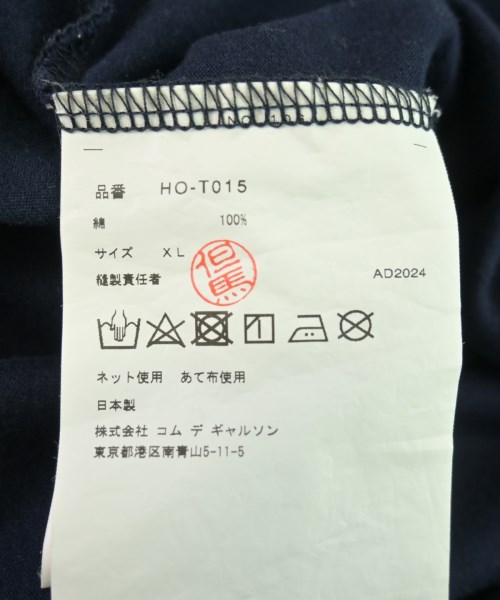 品番 HO-T015
綿 100%
サイズ XL
縫製責任者 但馬
AD2024
ネット使用 あて布使用
日本製
株式会社 コム デ ギャルソン
東京都港区南青山5-11-5